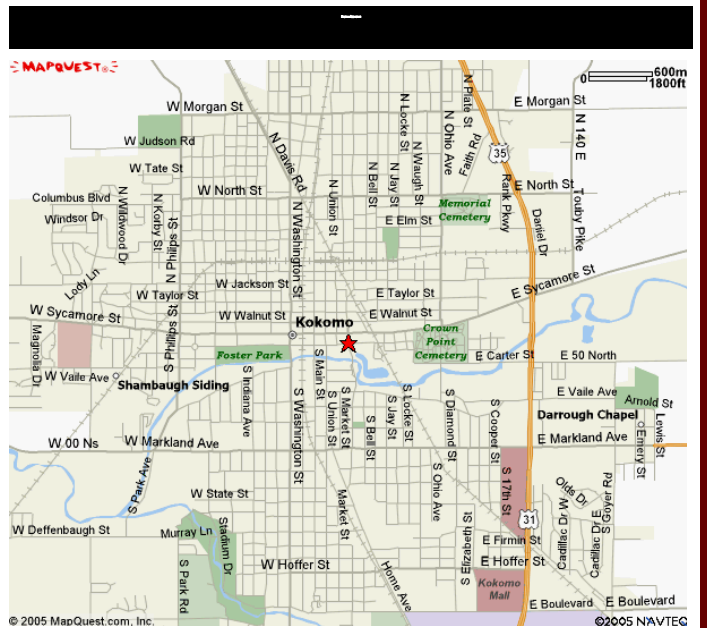 MAPQUEST
0 600m
1800ft
W Morgan St
E Morgan St
N Plate St
N Locke St
N Ohio Ave
Faith Rd
N 140 E
W Judson Rd
N Davis Rd
N Waugh St
35
W Tate St
N Bell St
N Jay St
Rank Pkwy
E North St
Columbus Blvd
Windsor Dr
N Wildwood Dr
N Korby St
N Philips St
W North St
N Washington St
N Union St
E Elm St
Memorial
Cemetery
Daniel Dr
Touby Pike
Lody Ln
W Taylor St
W Jackson St
E Taylor St
E Sycamore St
W Sycamore St
S Philips St
W Walnut St
E Walnut St
Kokomo
Crown
Point
Cemetery
Magnolia Dr
Foster Park
E Carter St
E 50 North
W Vaile Ave
Shambaugh Siding
S Indiana Ave
S Main St
S Washington St
S Union St
S Market St
S Bell St
S Jay St
S Locke St
S Diamond St
S Cooper St
E Vaile Ave
Arnold St
Darrough Chapel
W 00 Ns
W Markland Ave
E Markland Ave
Emery St
Lewis St
S Park Ave
W State St
Market St
S Ohio Ave
S 17th St
Olds Dr
S Goyer Rd
W Deffenbaugh St
Murray Ln
Stadium Dr
S Elizabeth St
31
E Firmin St
Cadillac Dr W
Cadillac Dr E
S Park Rd
W Hoffer St
Home Ave
E Hoffer St
Kokomo
Mall
E Boulevard
E Boulevard
© 2005 MapQuest.com, Inc.
©2005 NAVTEQ